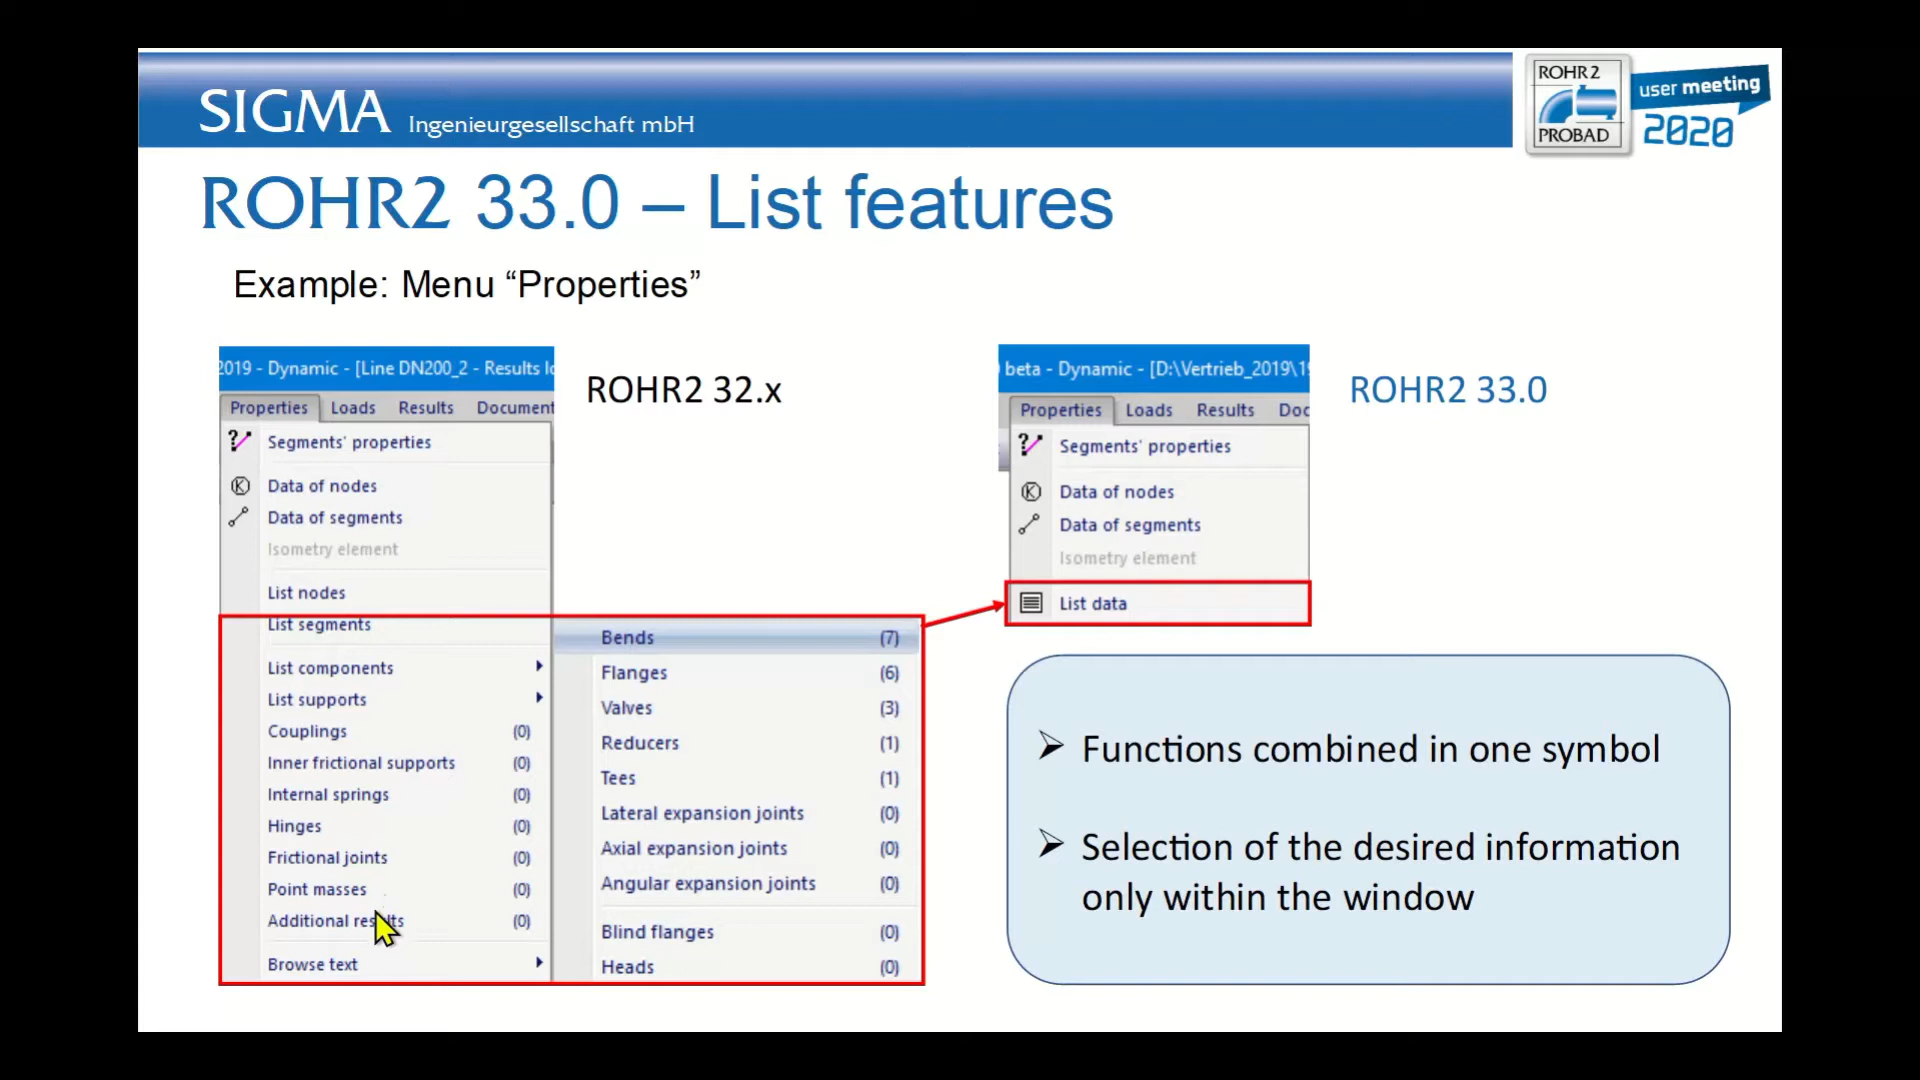 SIGMA Ingenieurgesellschaft mbH
ROHR2
PROBAD
user meeting
2020
ROHR2 33.0 – List features
Example: Menu “Properties”
2019 - Dynamic - [Line DN200_2 - Results
Properties Loads Results Document
Segments' properties
Data of nodes
Data of segments
Isometry element
List nodes
List segments
List components
List supports
Couplings (0)
Inner frictional supports (0)
Internal springs (0)
Hinges (0)
Frictional joints (0)
Point masses (0)
Additional results (0)
Browse text
Bends (7)
Flanges (6)
Valves (3)
Reducers (1)
Tees (1)
Lateral expansion joints (0)
Axial expansion joints (0)
Angular expansion joints (0)
Blind flanges (0)
Heads (0)
ROHR2 32.x
beta - Dynamic - [D:\Vertrieb_2019\19
Properties Loads Results Doc
Segments' properties
Data of nodes
Data of segments
Isometry element
List data
ROHR2 33.0
➢ Functions combined in one symbol
➢ Selection of the desired information
only within the window